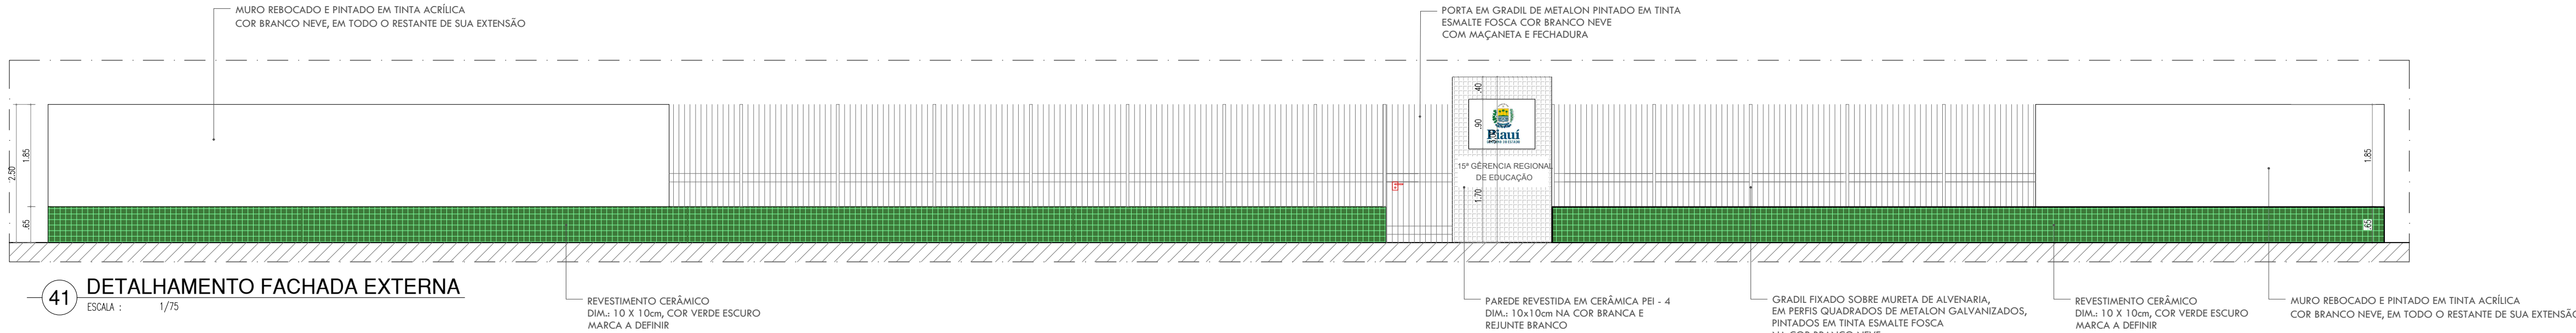 MURO REBOCADO E PINTADO EM TINTA ACRÍLICA
COR BRANCO NEVE, EM TODO O RESTANTE DE SUA EXTENSÃO
PORTA EM GRADIL DE METALON PINTADO EM TINTA
ESMALTE FOSCA COR BRANCO NEVE
COM MAÇANETA E FECHADURA
2.50
1.85
.65
.40
.90
1.70
Piauí
15ª GÊRENCIA REGIONAL
DE EDUCAÇÃO
1.85
.65
41
DETALHAMENTO FACHADA EXTERNA
ESCALA : 1/75
REVESTIMENTO CERÂMICO
DIM.: 10 X 10cm, COR VERDE ESCURO
MARCA A DEFINIR
PAREDE REVESTIDA EM CERÂMICA PEI - 4
DIM.: 10x10cm NA COR BRANCA E
REJUNTE BRANCO
GRADIL FIXADO SOBRE MURETA DE ALVENARIA,
EM PERFIS QUADRADOS DE METALON GALVANIZADOS,
PINTADOS EM TINTA ESMALTE FOSCA
NA COR BRANCO NEVE
REVESTIMENTO CERÂMICO
DIM.: 10 X 10cm, COR VERDE ESCURO
MARCA A DEFINIR
MURO REBOCADO E PINTADO EM TINTA ACRÍLICA
COR BRANCO NEVE, EM TODO O RESTANTE DE SUA EXTENSÃO